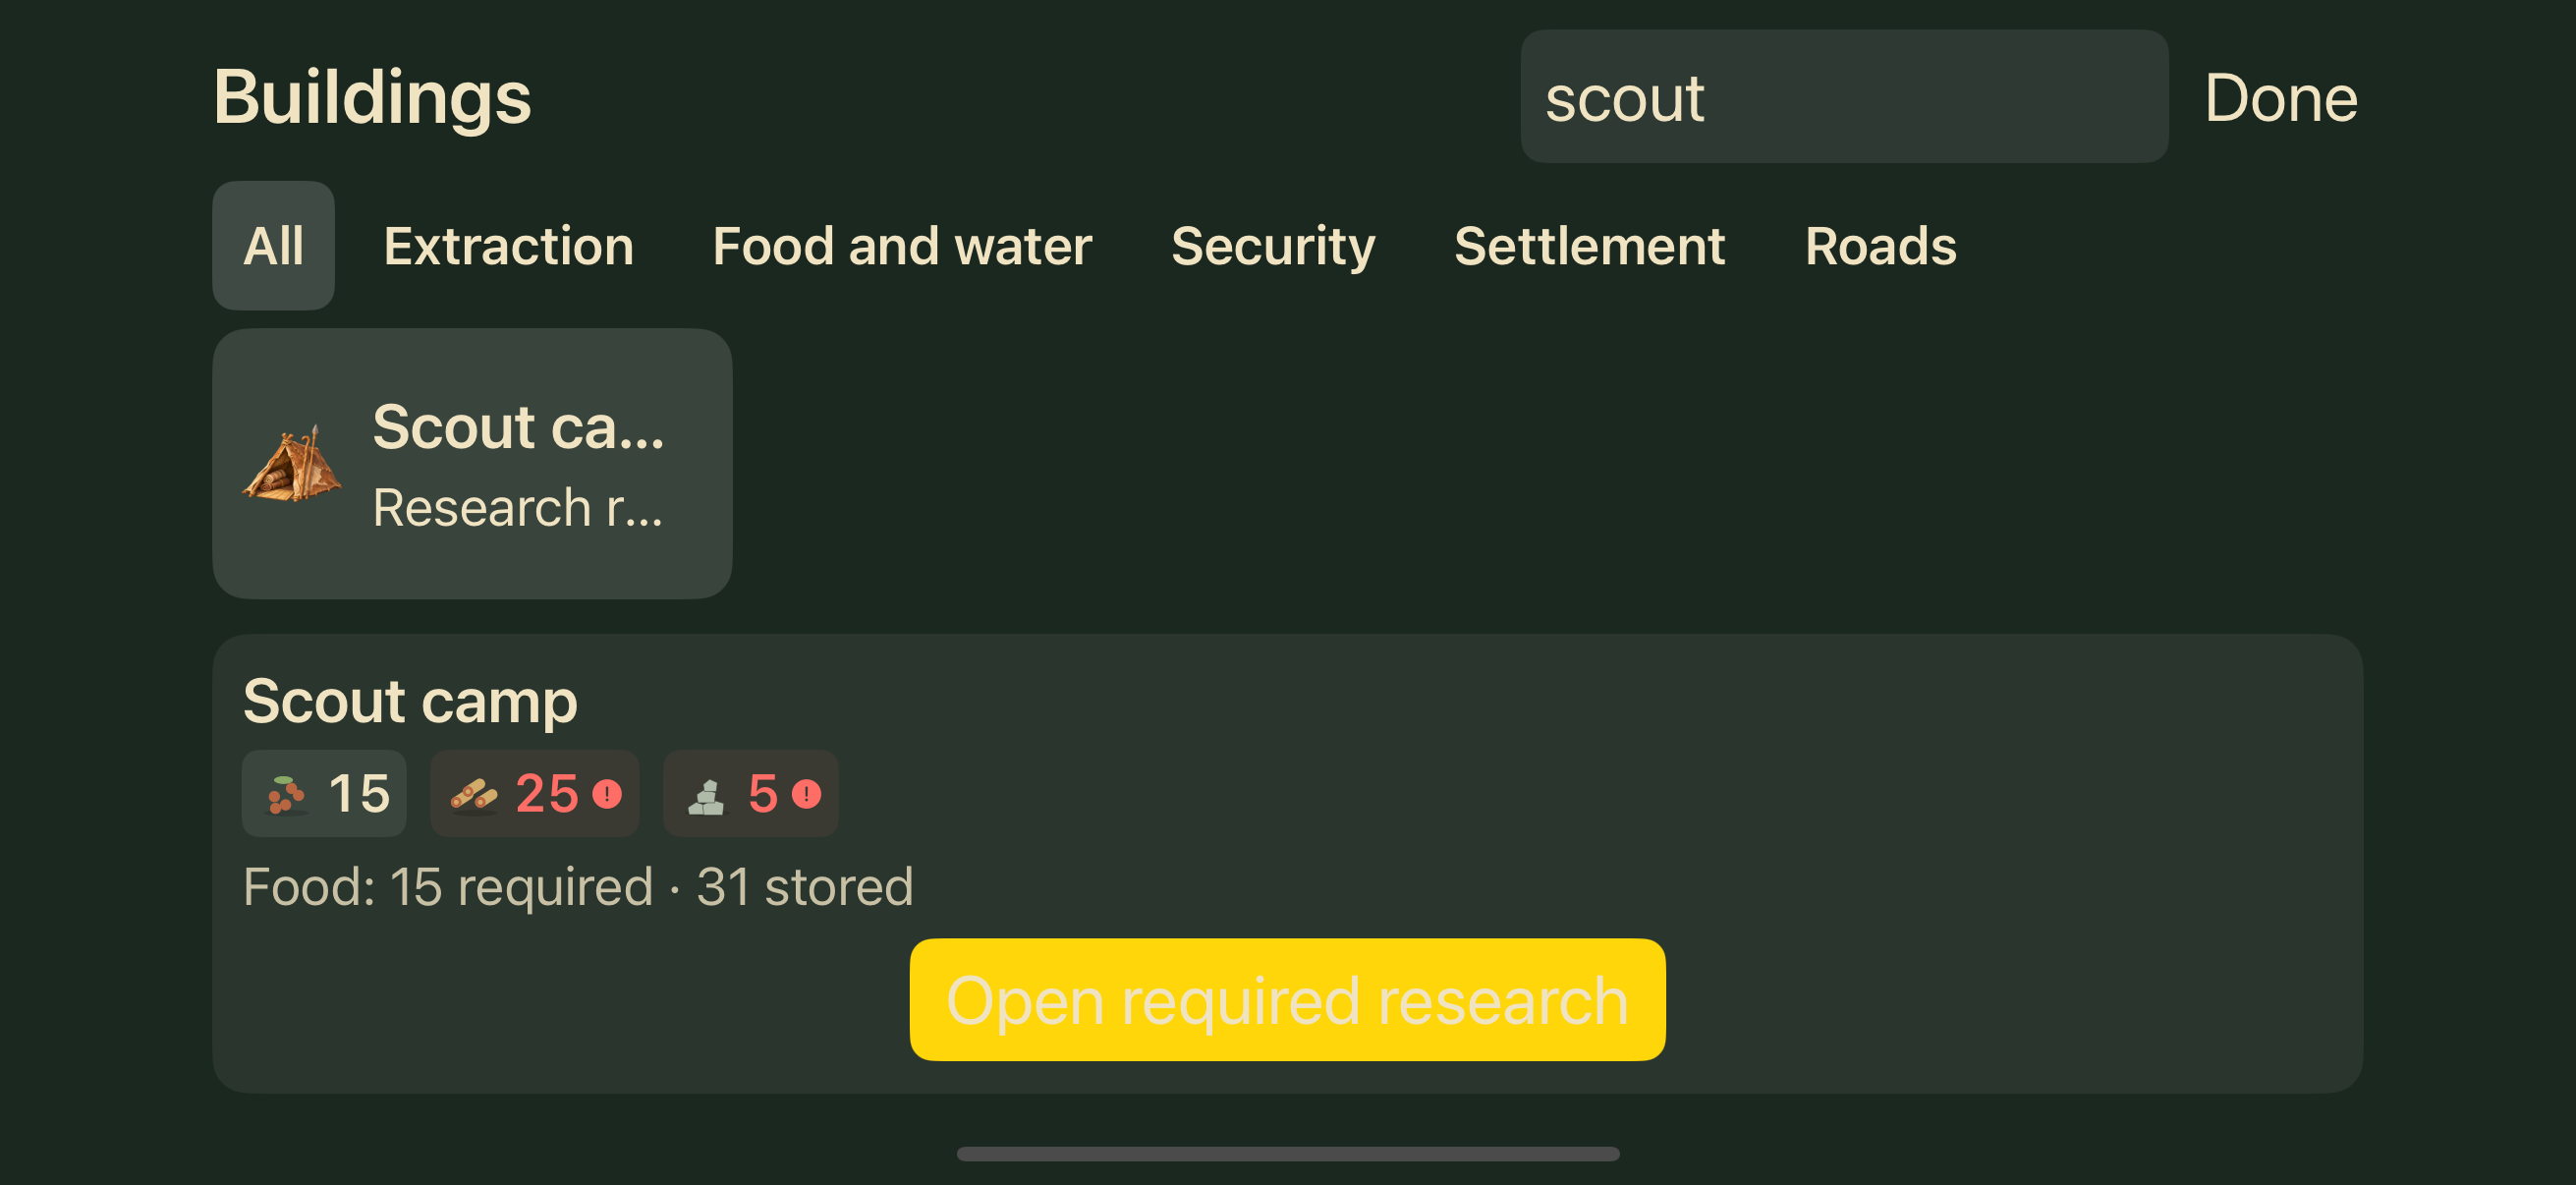 Buildings
scout
Done
All
Extraction
Food and water
Security
Settlement
Roads
Scout ca...
Research r...
Scout camp
15
25
5
Food: 15 required · 31 stored
Open required research